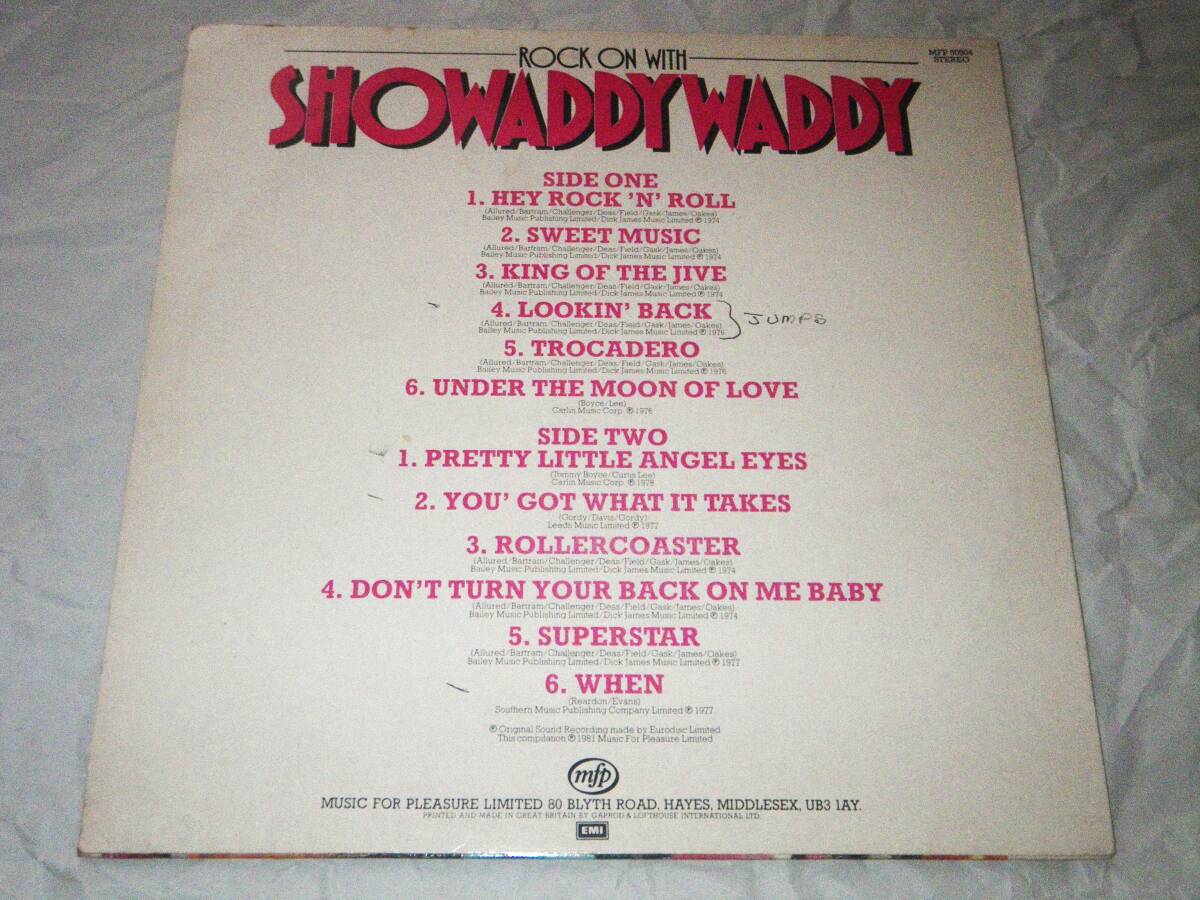 ROCK ON WITH
MFP 50504
STEREO
SHOWADDYWADDY
SIDE ONE
1. HEY ROCK 'N' ROLL
(Allured/Bartram/Challenger/Deas/Field/Gask/James/Oakes)
Bailey Music Publishing Limited/Dick James Music Limited ℗ 1974
2. SWEET MUSIC
(Allured/Bartram/Challenger/Deas/Field/Gask/James/Oakes)
Bailey Music Publishing Limited/Dick James Music Limited ℗ 1974
3. KING OF THE JIVE
(Allured/Bartram/Challenger/Deas/Field/Gask/James/Oakes)
Bailey Music Publishing Limited/Dick James Music Limited ℗ 1974
4. LOOKIN' BACK
JUMPS
(Allured/Bartram/Challenger/Deas/Field/Gask/James/Oakes)
Bailey Music Publishing Limited/Dick James Music Limited ℗ 1976
5. TROCADERO
(Allured/Bartram/Challenger/Deas/Field/Gask/James/Oakes)
Bailey Music Publishing Limited/Dick James Music Limited ℗ 1976
6. UNDER THE MOON OF LOVE
(Boyce/Lee)
Carlin Music Corp. ℗ 1976
SIDE TWO
1. PRETTY LITTLE ANGEL EYES
(Tommy Boyce/Curtis Lee)
Carlin Music Corp. ℗ 1978
2. YOU' GOT WHAT IT TAKES
(Gordy/Davis/Gordy)
Leeds Music Limited ℗ 1977
3. ROLLERCOASTER
(Allured/Bartram/Challenger/Deas/Field/Gask/James/Oakes)
Bailey Music Publishing Limited/Dick James Music Limited ℗ 1974
4. DON'T TURN YOUR BACK ON ME BABY
(Allured/Bartram/Challenger/Deas/Field/Gask/James/Oakes)
Bailey Music Publishing Limited/Dick James Music Limited ℗ 1974
5. SUPERSTAR
(Allured/Bartram/Challenger/Deas/Field/Gask/James/Oakes)
Bailey Music Publishing Limited/Dick James Music Limited ℗ 1977
6. WHEN
(Reardon/Evans)
Southern Music Publishing Company Limited ℗ 1977
℗ Original Sound Recording made by Eurodisc Limited
This compilation ℗ 1981 Music For Pleasure Limited
mfp
MUSIC FOR PLEASURE LIMITED 80 BLYTH ROAD, HAYES, MIDDLESEX, UB3 1AY.
PRINTED AND MADE IN GREAT BRITAIN BY GARROD & LOFTHOUSE INTERNATIONAL LTD.
EMI